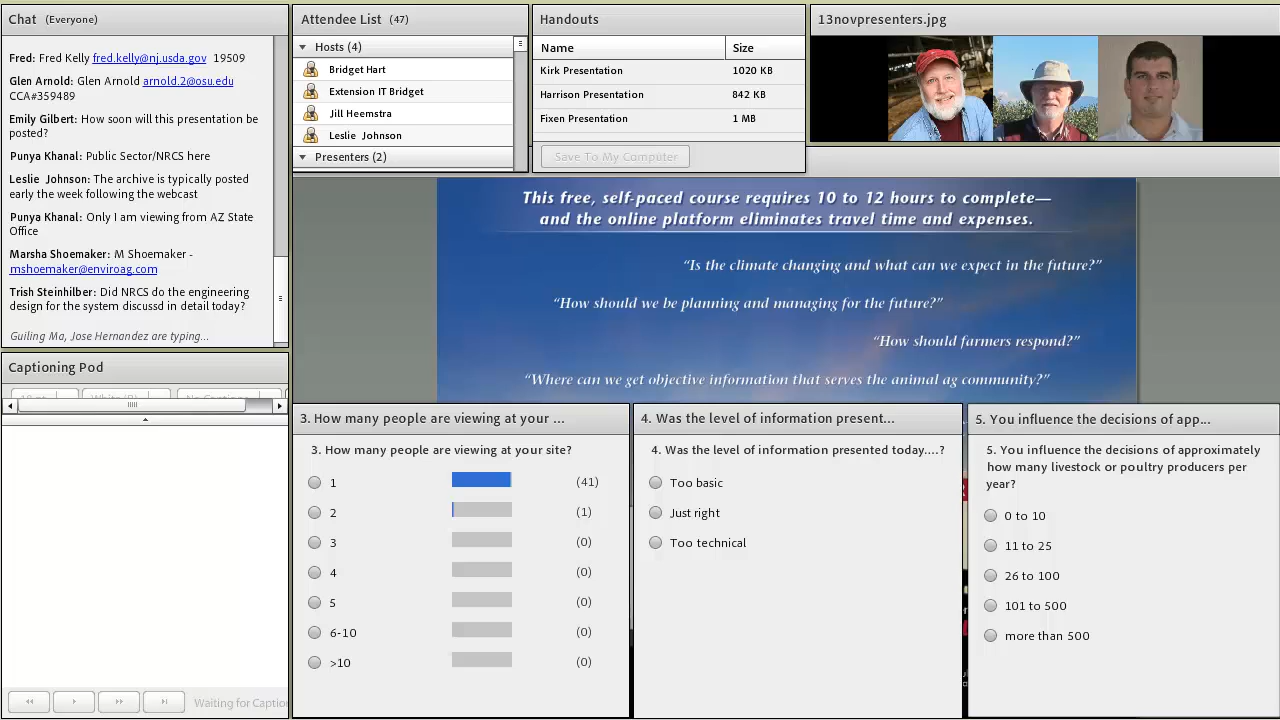 Chat (Everyone)
Fred: Fred Kelly fred.kelly@nj.usda.gov 19509
Glen Arnold: Glen Arnold arnold.2@osu.edu
CCA#359489
Emily Gilbert: How soon will this presentation be
posted?
Punya Khanal: Public Sector/NRCS here
Leslie Johnson: The archive is typically posted
early the week following the webcast
Punya Khanal: Only I am viewing from AZ State
Office
Marsha Shoemaker: M Shoemaker -
mshoemaker@enviroag.com
Trish Steinhilber: Did NRCS do the engineering
design for the system discussd in detail today?
Guiling Ma, Jose Hernandez are typing...
Captioning Pod
Waiting for Captio
Attendee List (47)
Hosts (4)
Bridget Hart
Extension IT Bridget
Jill Heemstra
Leslie Johnson
Presenters (2)
Handouts
Name Size
Kirk Presentation 1020 KB
Harrison Presentation 842 KB
Fixen Presentation 1 MB
Save To My Computer
13novpresenters.jpg
This free, self-paced course requires 10 to 12 hours to complete—
and the online platform eliminates travel time and expenses.
“Is the climate changing and what can we expect in the future?”
“How should we be planning and managing for the future?”
“How should farmers respond?”
“Where can we get objective information that serves the animal ag community?”
3. How many people are viewing at your ...
3. How many people are viewing at your site?
1 (41)
2 (1)
3 (0)
4 (0)
5 (0)
6-10 (0)
>10 (0)
4. Was the level of information present...
4. Was the level of information presented today....?
Too basic
Just right
Too technical
5. You influence the decisions of app...
5. You influence the decisions of approximately
how many livestock or poultry producers per
year?
0 to 10
11 to 25
26 to 100
101 to 500
more than 500